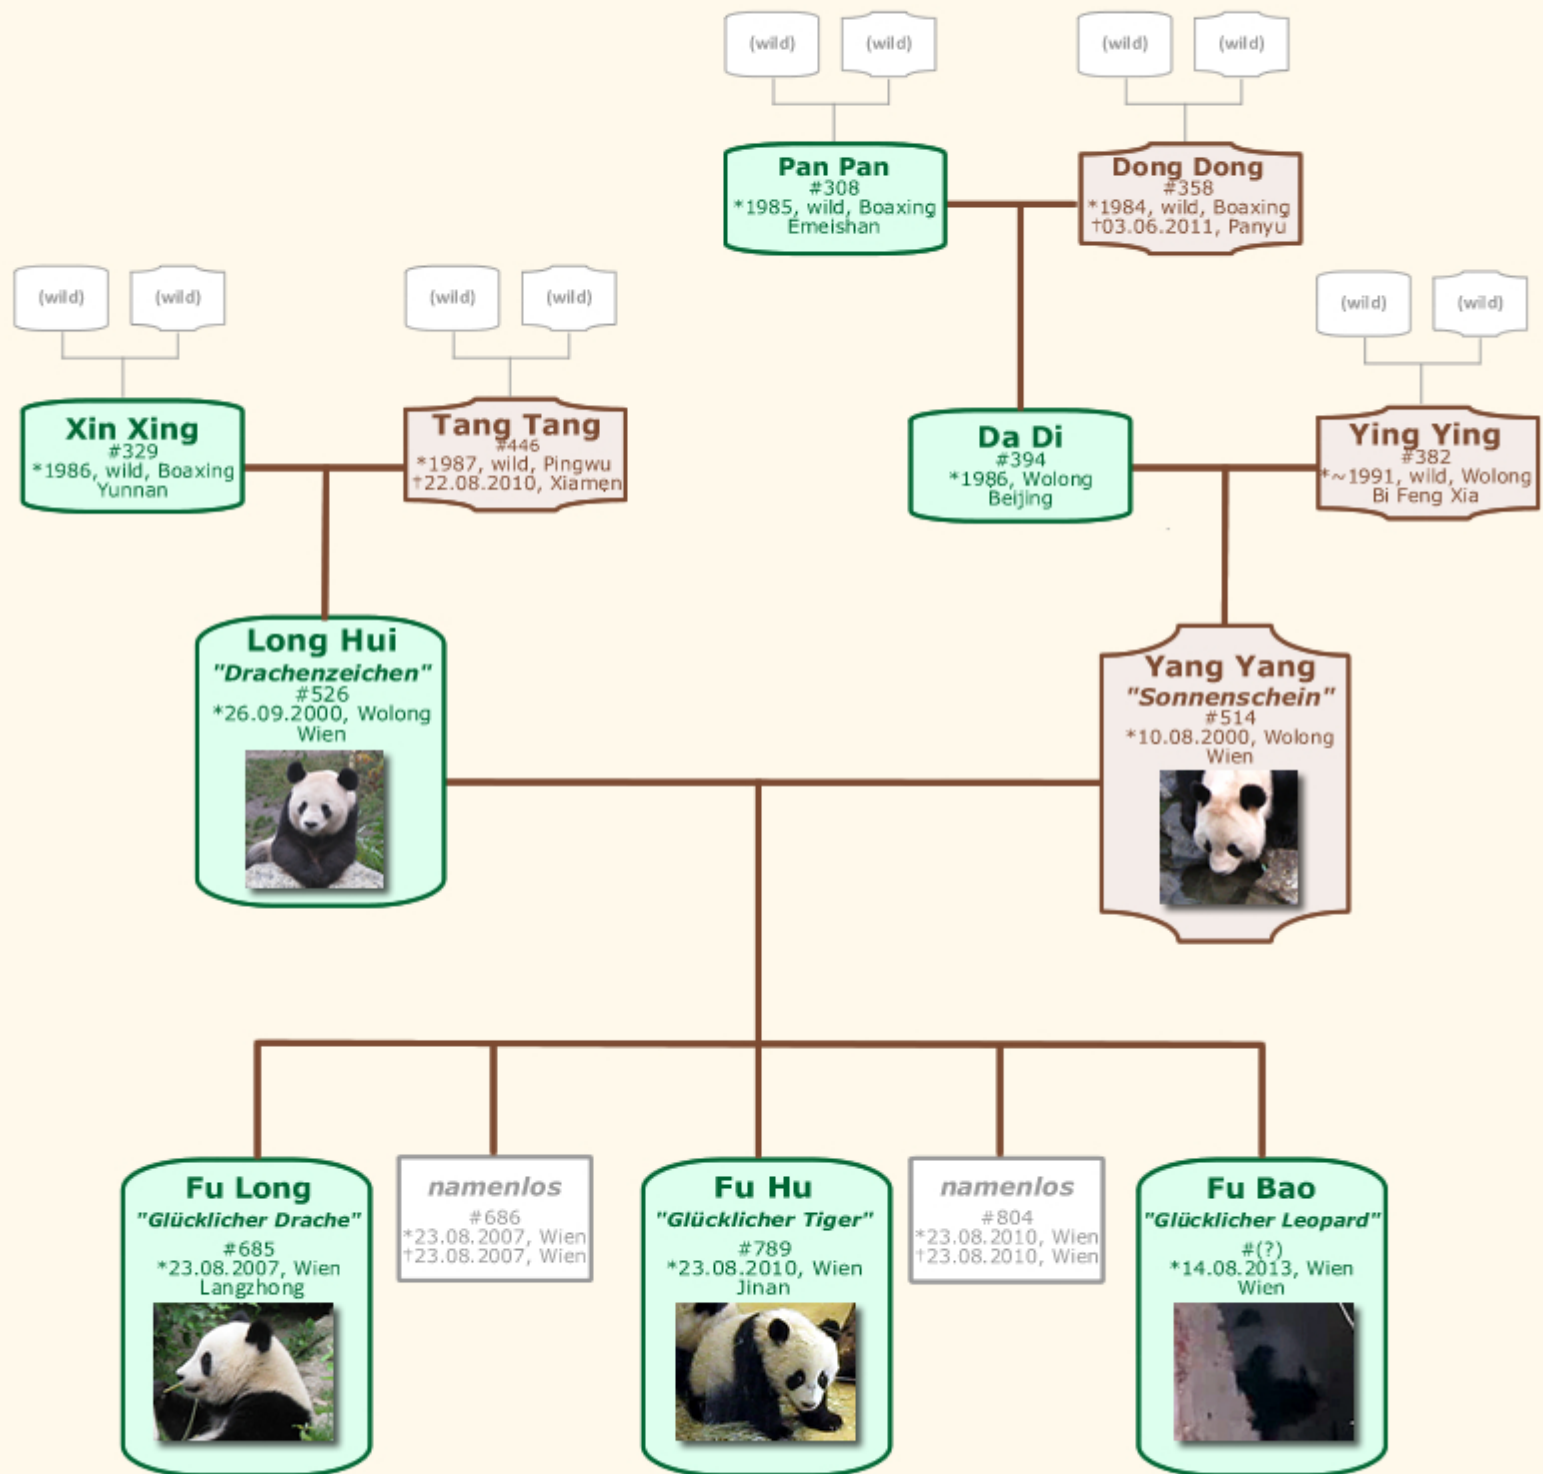 (wild)
(wild)
(wild)
(wild)
Pan Pan
#308
*1985, wild, Boaxing
Emeishan
Dong Dong
#358
*1984, wild, Boaxing
†03.06.2011, Panyu
(wild)
(wild)
(wild)
(wild)
(wild)
(wild)
Xin Xing
#329
*1986, wild, Boaxing
Yunnan
Tang Tang
#446
*1987, wild, Pingwu
†22.08.2010, Xiamen
Da Di
#394
*1986, Wolong
Beijing
Ying Ying
#382
*~1991, wild, Wolong
Bi Feng Xia
Long Hui
"Drachenzeichen"
#526
*26.09.2000, Wolong
Wien
Yang Yang
"Sonnenschein"
#514
*10.08.2000, Wolong
Wien
Fu Long
"Glücklicher Drache"
#685
*23.08.2007, Wien
Langzhong
namenlos
#686
*23.08.2007, Wien
†23.08.2007, Wien
Fu Hu
"Glücklicher Tiger"
#789
*23.08.2010, Wien
Jinan
namenlos
#804
*23.08.2010, Wien
†23.08.2010, Wien
Fu Bao
"Glücklicher Leopard"
#(?)
*14.08.2013, Wien
Wien